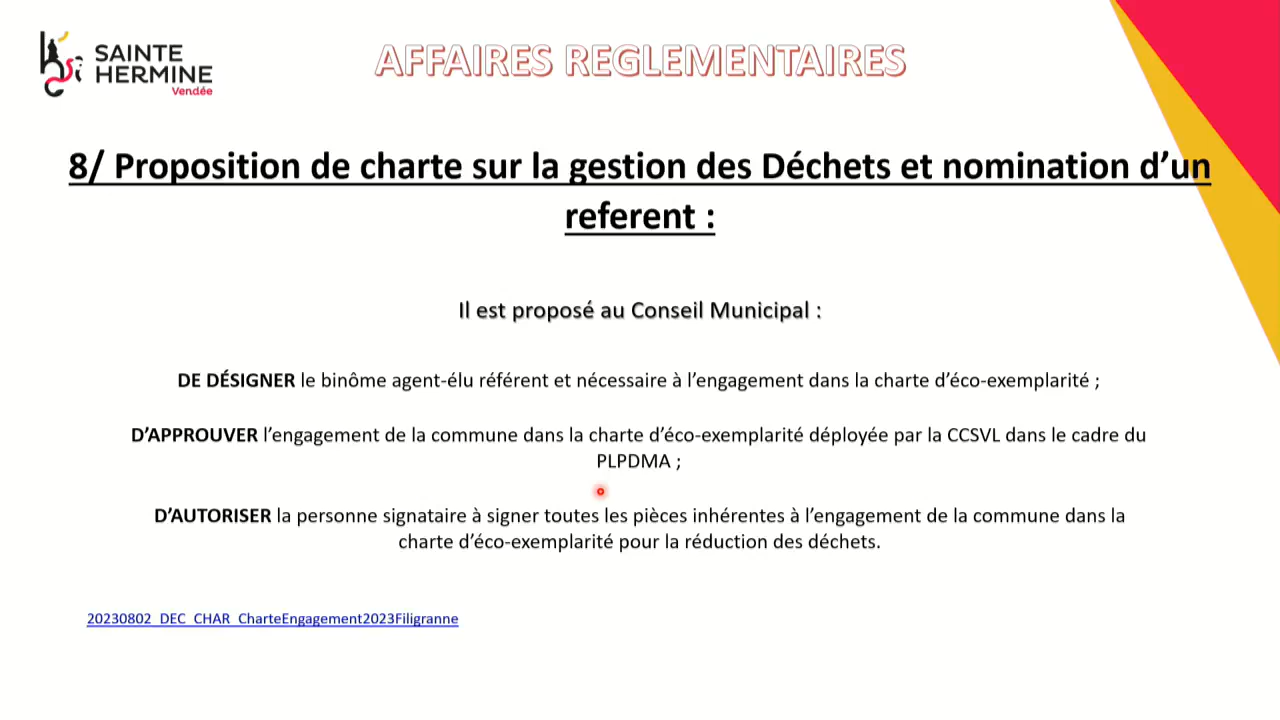 SAINTE
HERMINE
Vendée
AFFAIRES REGLEMENTAIRES
8/ Proposition de charte sur la gestion des Déchets et nomination d’un
referent :
Il est proposé au Conseil Municipal :
DE DÉSIGNER le binôme agent-élu référent et nécessaire à l’engagement dans la charte d’éco-exemplarité ;
D’APPROUVER l’engagement de la commune dans la charte d’éco-exemplarité déployée par la CCSVL dans le cadre du
PLPDMA ;
D’AUTORISER la personne signataire à signer toutes les pièces inhérentes à l’engagement de la commune dans la
charte d’éco-exemplarité pour la réduction des déchets.
20230802_DEC_CHAR_CharteEngagement2023Filigranne